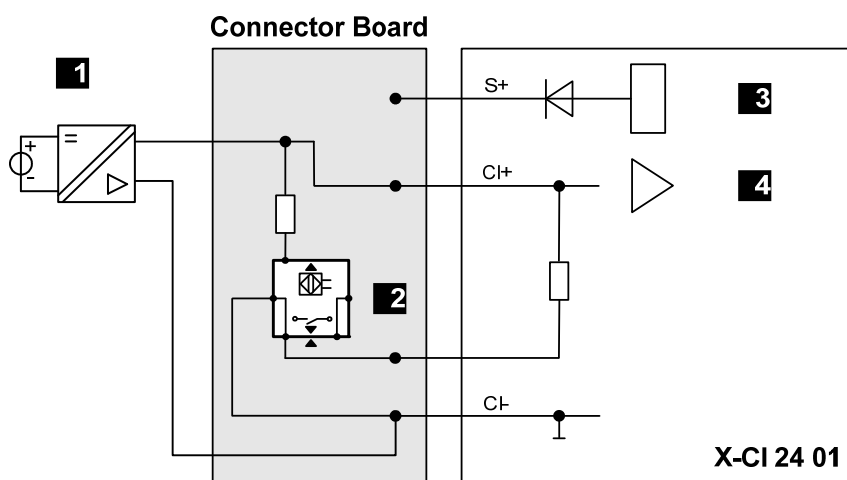 Connector Board
1
S+
3
+
-
=
CI+
4
2
CI-
X-CI 24 01